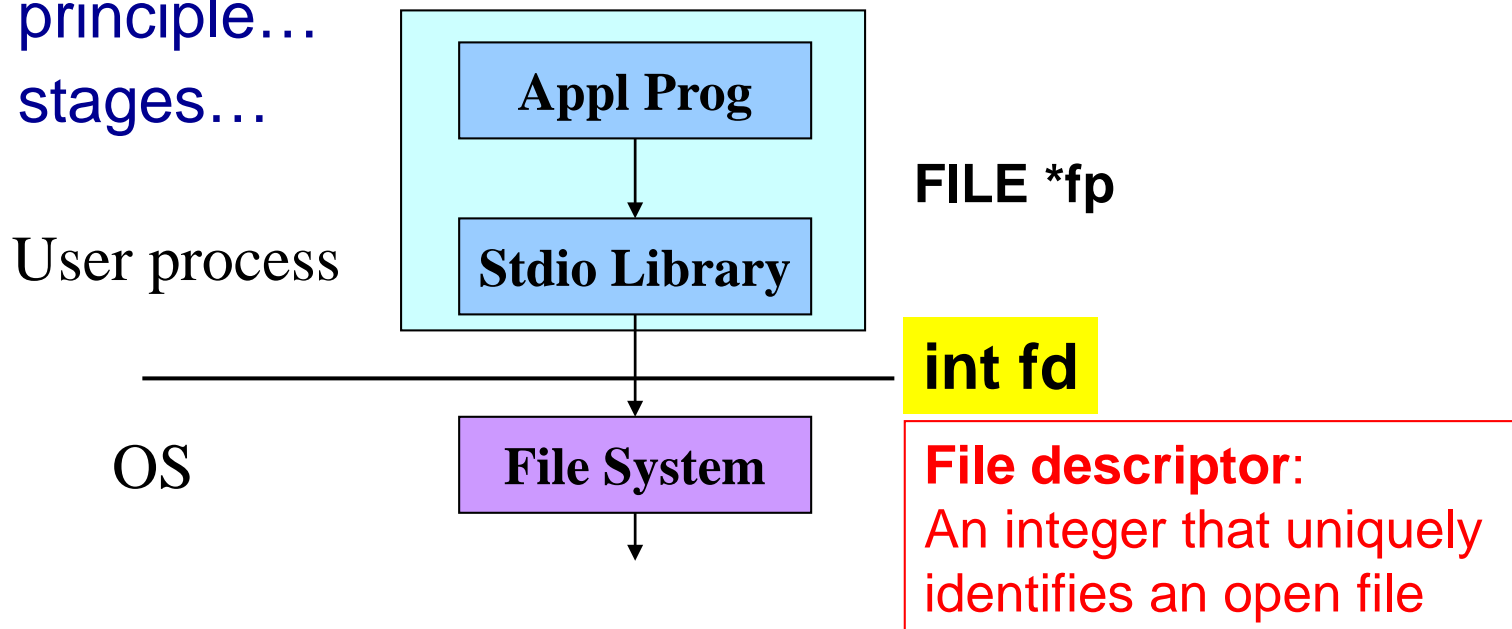 principle…
stages…
Appl Prog
FILE *fp
User process
Stdio Library
int fd
OS
File System
File descriptor:
An integer that uniquely
identifies an open file